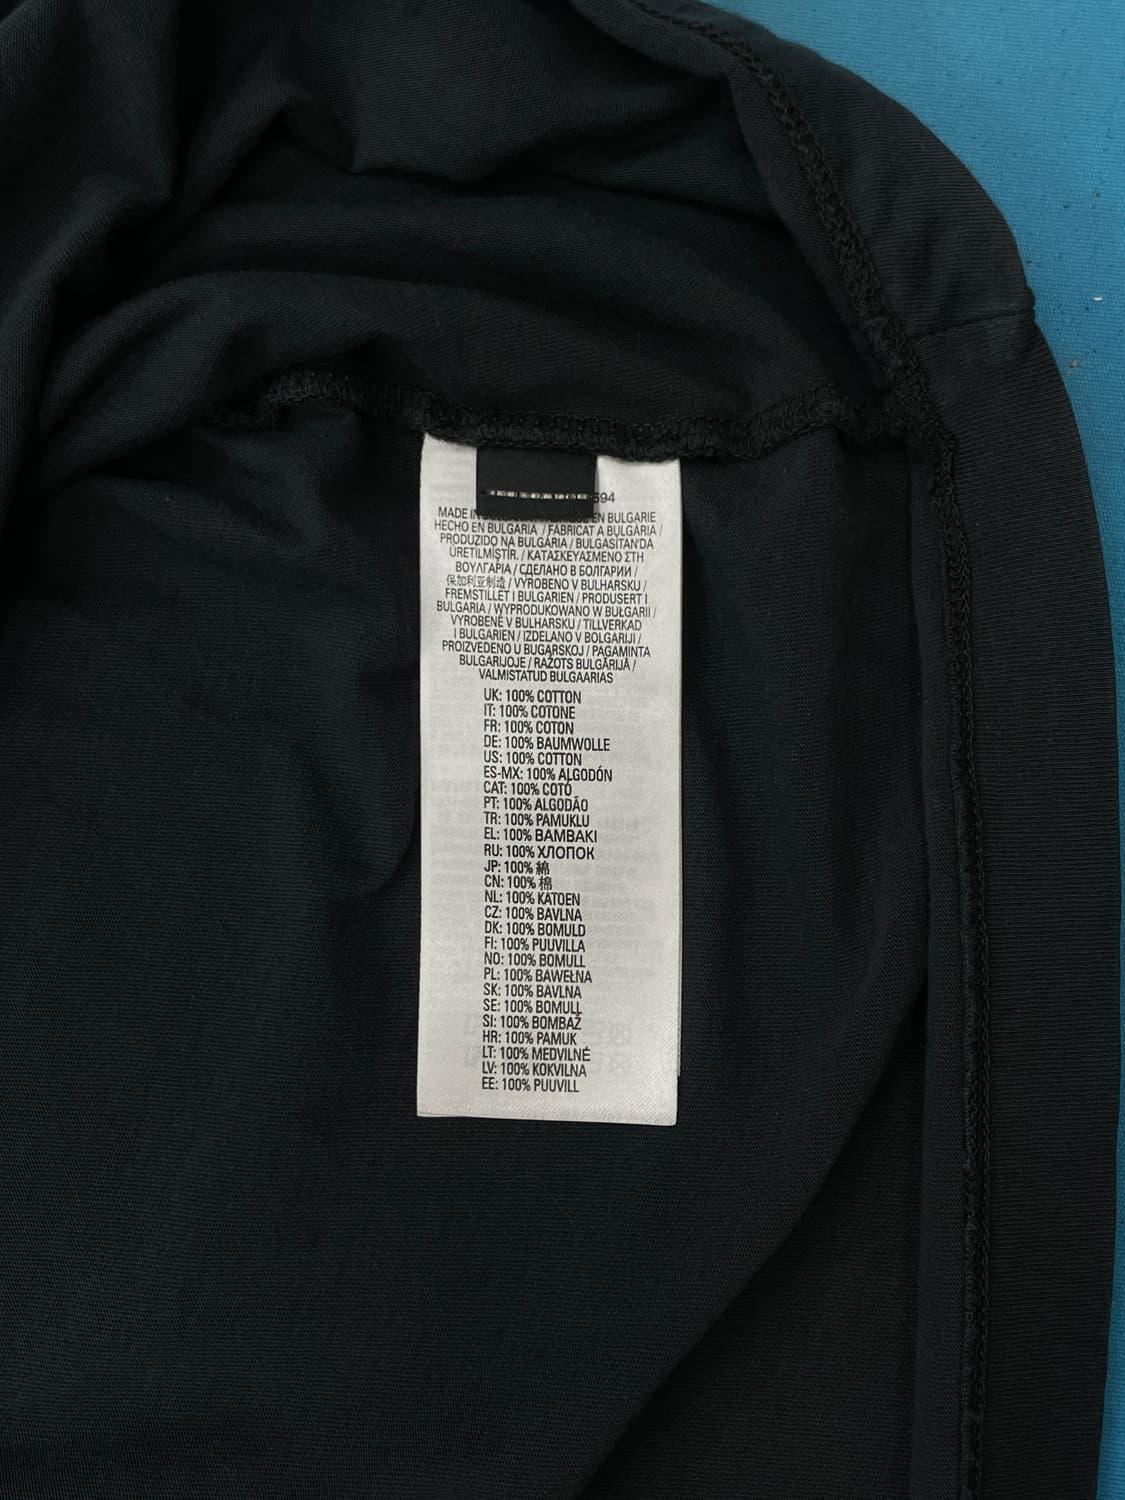 594
MADE IN EN BULGARIE
HECHO EN BULGARIA / FABRICAT A BULGÀRIA /
PRODUZIDO NA BULGÁRIA / BULGASİTAN'DA
ÜRETILMIŞTIR. / ΚΑΤΑΣΚΕΥΑΣΜΕΝΟ ΣΤΗ
ΒΟΥΛΓΑΡΙΑ / СДЕЛАНО В БОЛГАРИИ /
保加利亚制造 / VYROBENO V BULHARSKU /
FREMSTILLET I BULGARIEN / PRODUSERT I
BULGARIA / WYPRODUKOWANO W BUŁGARII /
VYROBENÉ V BULHARSKU / TILLVERKAD
I BULGARIEN / IZDELANO V BOLGARIJI /
PROIZVEDENO U BUGARSKOJ / PAGAMINTA
BULGARIJOJE / RAŽOTS BULGĀRIJĀ /
VALMISTATUD BULGAARIAS
UK: 100% COTTON
IT: 100% COTONE
FR: 100% COTON
DE: 100% BAUMWOLLE
US: 100% COTTON
ES-MX: 100% ALGODÓN
CAT: 100% COTÓ
PT: 100% ALGODÃO
TR: 100% PAMUKLU
EL: 100% ΒΑΜΒΑΚΙ
RU: 100% ХЛОПОК
JP: 100% 綿
CN: 100% 棉
NL: 100% KATOEN
CZ: 100% BAVLNA
DK: 100% BOMULD
FI: 100% PUUVILLA
NO: 100% BOMULL
PL: 100% BAWEŁNA
SK: 100% BAVLNA
SE: 100% BOMULL
SI: 100% BOMBAŽ
HR: 100% PAMUK
LT: 100% MEDVILNĖ
LV: 100% KOKVILNA
EE: 100% PUUVILL